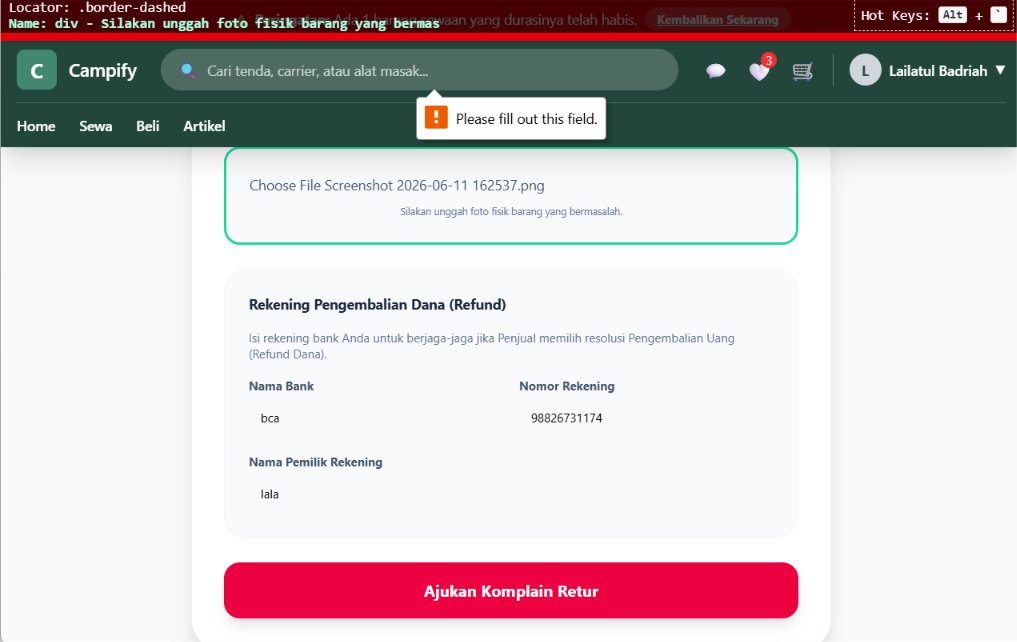 Locator: .border-dashed
Name: div - Silakan unggah foto fisik barang yang bermas
Ada 1 barang sewaan yang durasinya telah habis. Kembalikan Sekarang
Hot Keys: Alt + `
C Campify
Cari tenda, carrier, atau alat masak...
3
L Lailatul Badriah ▼
Home Sewa Beli Artikel
! Please fill out this field.
Choose File Screenshot 2026-06-11 162537.png
Silakan unggah foto fisik barang yang bermasalah.
Rekening Pengembalian Dana (Refund)
Isi rekening bank Anda untuk berjaga-jaga jika Penjual memilih resolusi Pengembalian Uang
(Refund Dana).
Nama Bank Nomor Rekening
bca 98826731174
Nama Pemilik Rekening
lala
Ajukan Komplain Retur